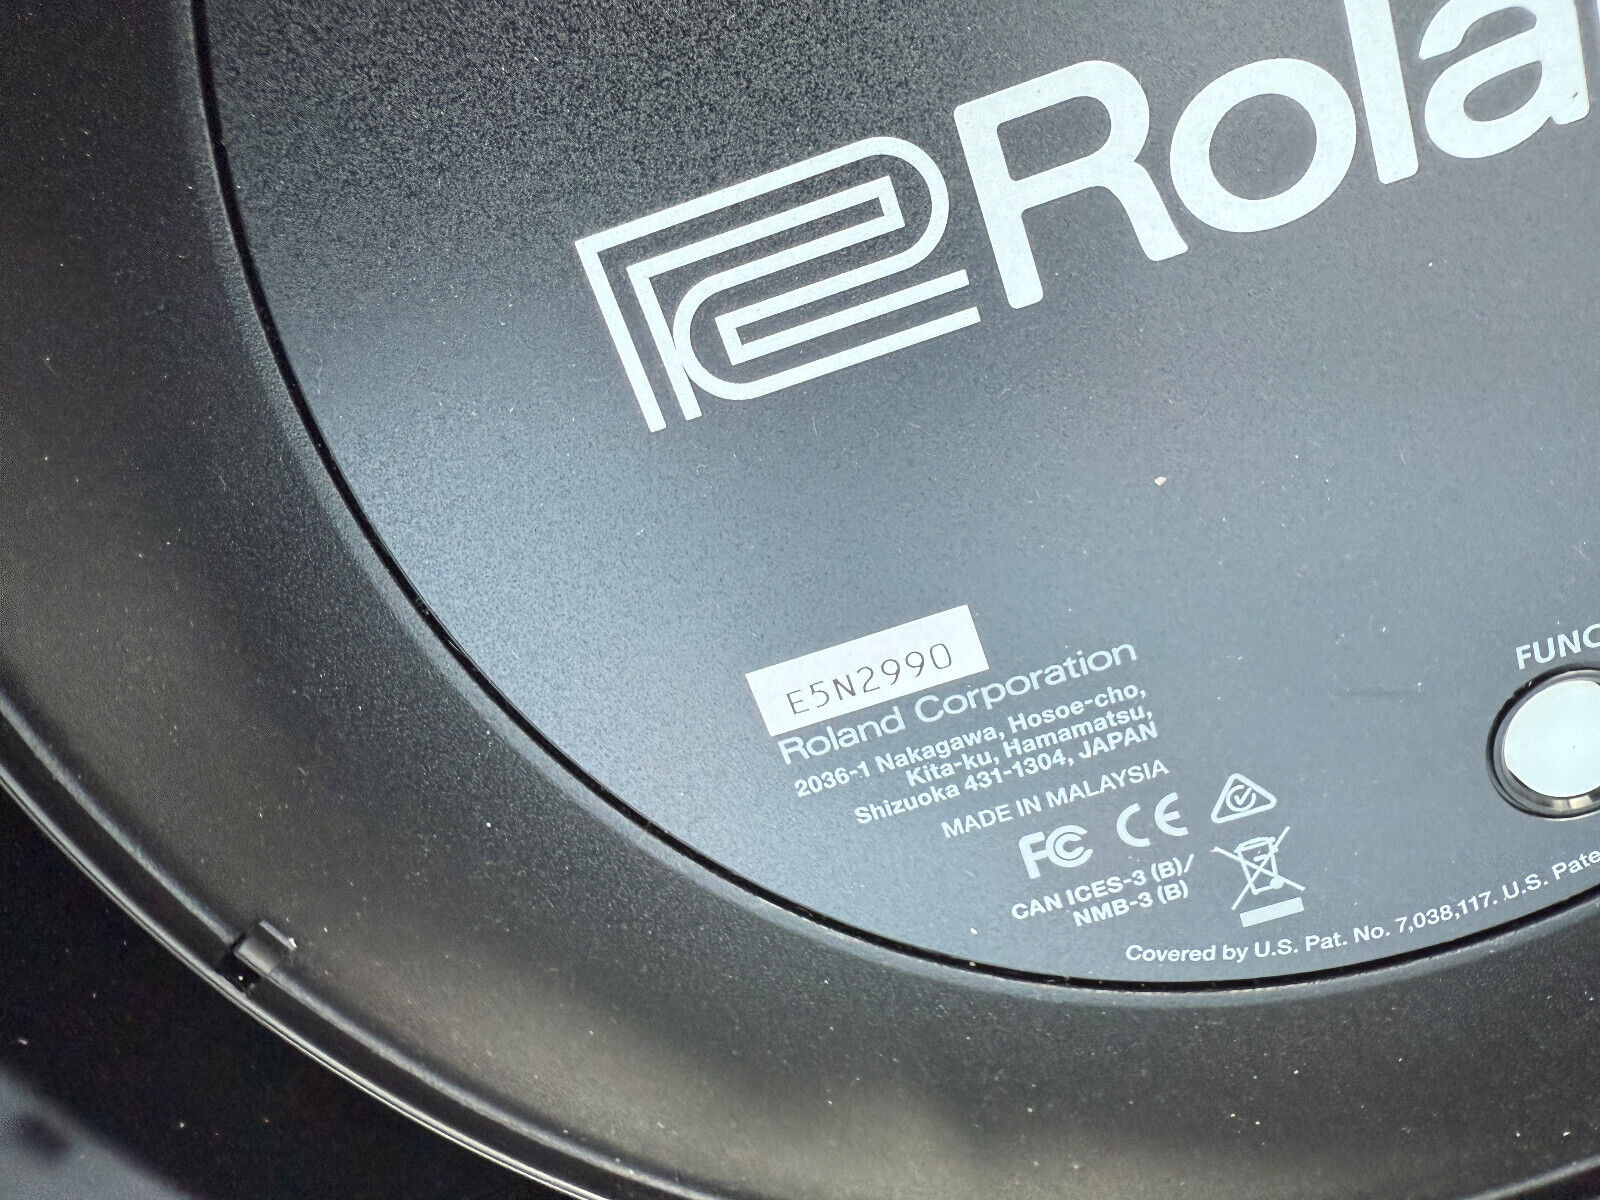 Rola
E5N2990
Roland Corporation
2036-1 Nakagawa, Hosoe-cho,
Kita-ku, Hamamatsu,
Shizuoka 431-1304, JAPAN
MADE IN MALAYSIA
FC CE
CAN ICES-3 (B)/
NMB-3 (B)
FUNC
Covered by U.S. Pat. No. 7,038,117. U.S. Pate